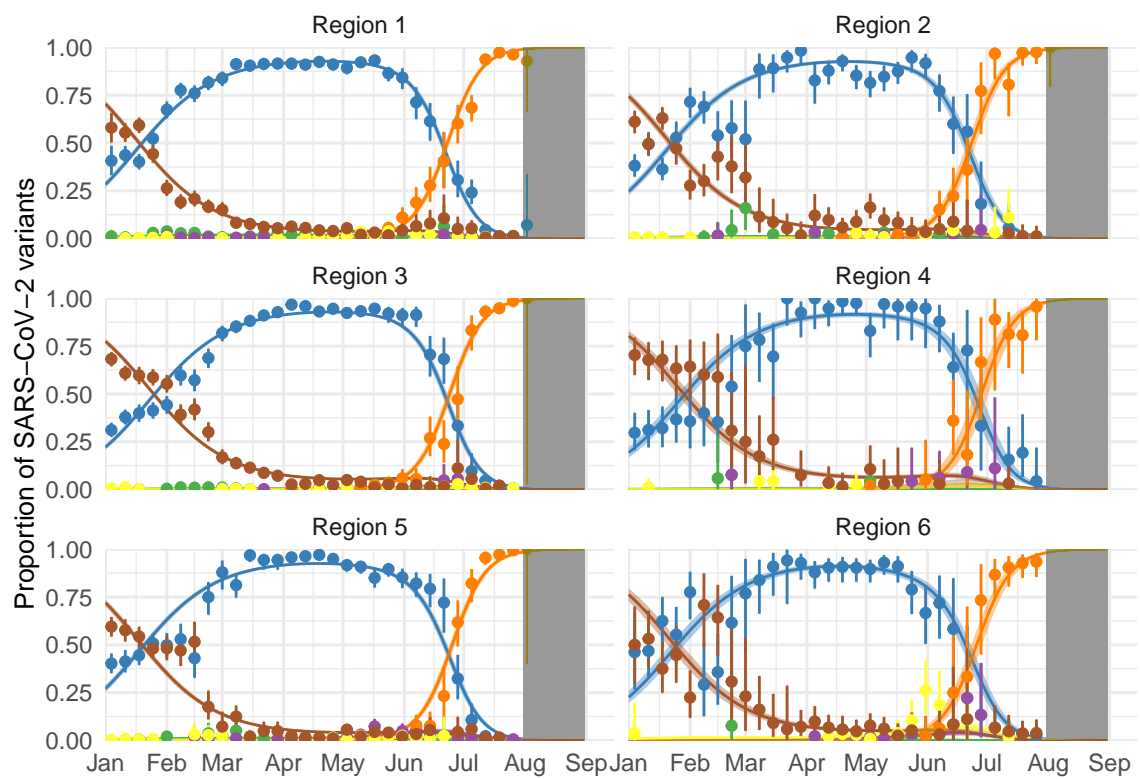 Region 1
Region 2
1.00
0.75
0.50
0.25
0.00
Region 3
Region 4
1.00
0.75
0.50
0.25
0.00
Region 5
Region 6
1.00
0.75
0.50
0.25
0.00
Jan Feb Mar Apr May Jun Jul Aug Sep
Jan Feb Mar Apr May Jun Jul Aug Sep
Proportion of SARS−CoV−2 variants